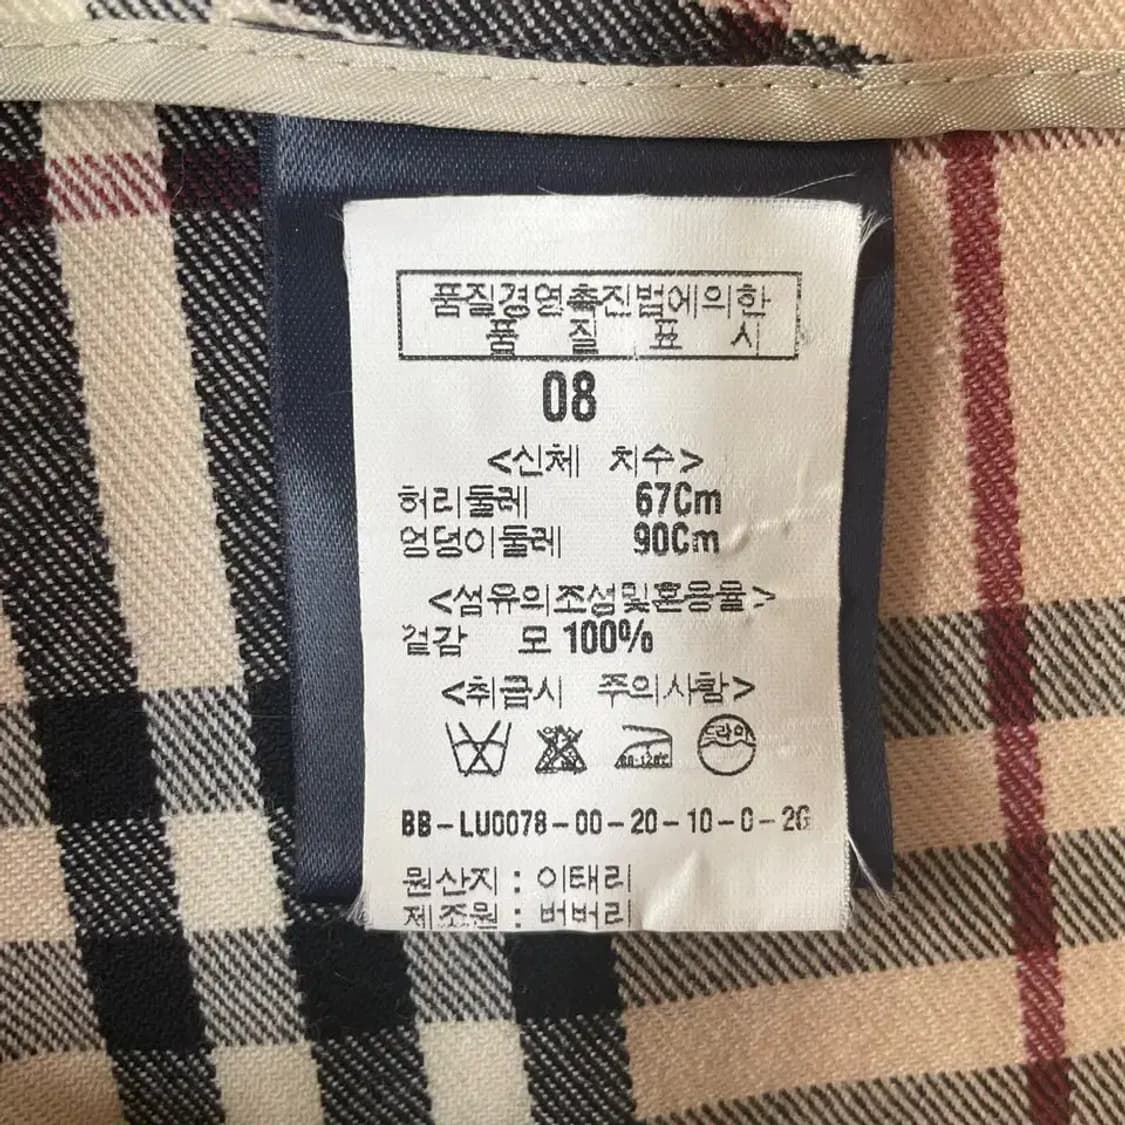 품질경영촉진법에의한
품 질 표 시
08
<신체 치수>
허리둘레 67Cm
엉덩이둘레 90Cm
<섬유의조성및혼용률>
겉감 모 100%
<취급시 주의사항>
드라이
BB-LU0078-00-20-10-0-2G
원산지 : 이태리
제조원 : 버버리